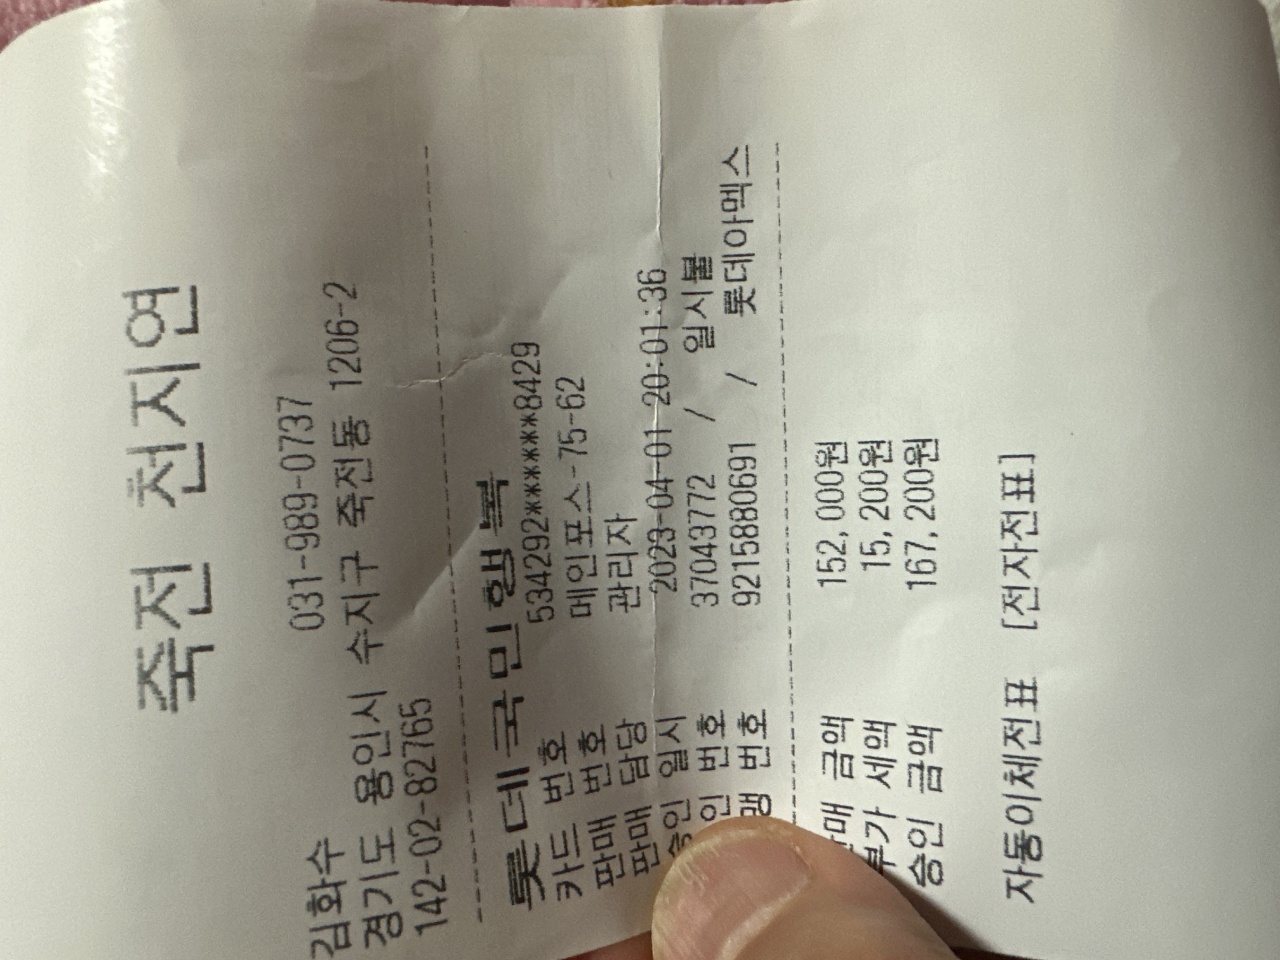 죽전 천지연
김화수 031-989-0737
경기도 용인시 수지구 죽전동 1206-2
142-02-82765
롯데국민행복
카드 번호 534292******8429
판매 번호 메인포스-75-62
판매 담당 관리자
승인 일시 2023-04-01 20:01:36
인 번호 37043772 / 일시불
맹 번호 9215880691 / 롯데아멕스
매 금액 152,000원
부가 세액 15,200원
승인 금액 167,200원
자동이체전표 [전자전표]